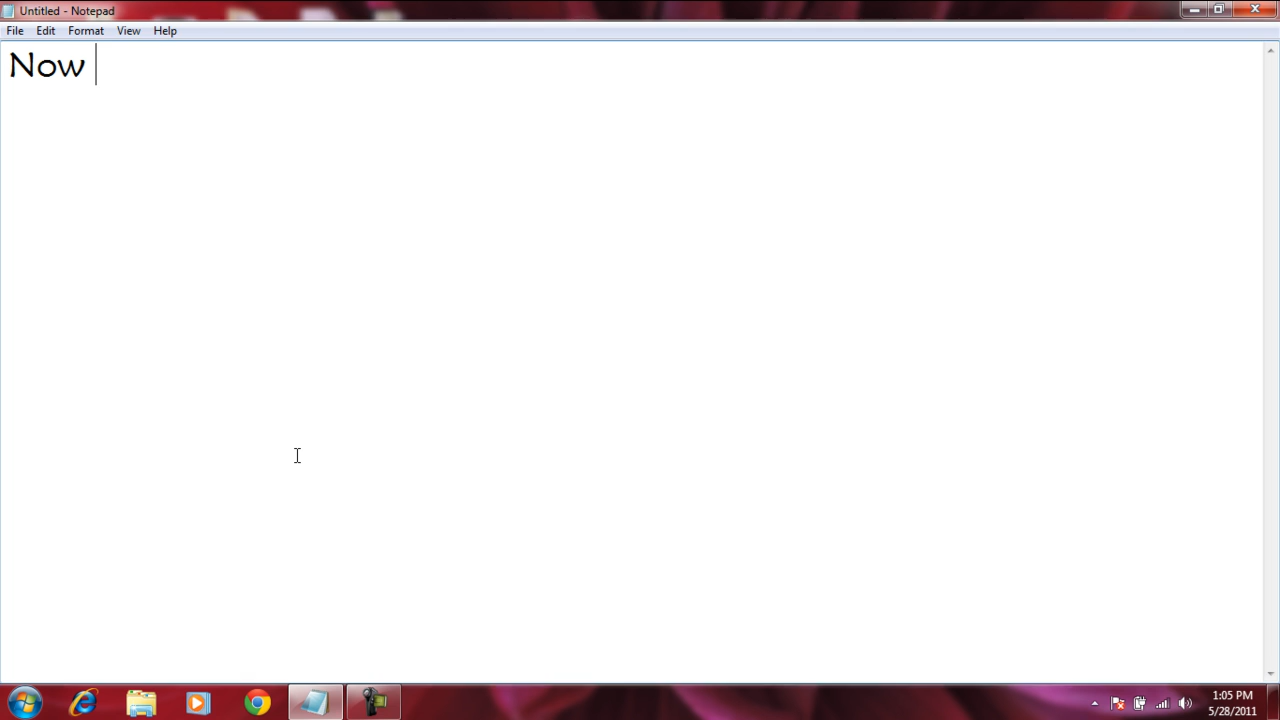 Untitled - Notepad
File Edit Format View Help
Now
1:05 PM
5/28/2011